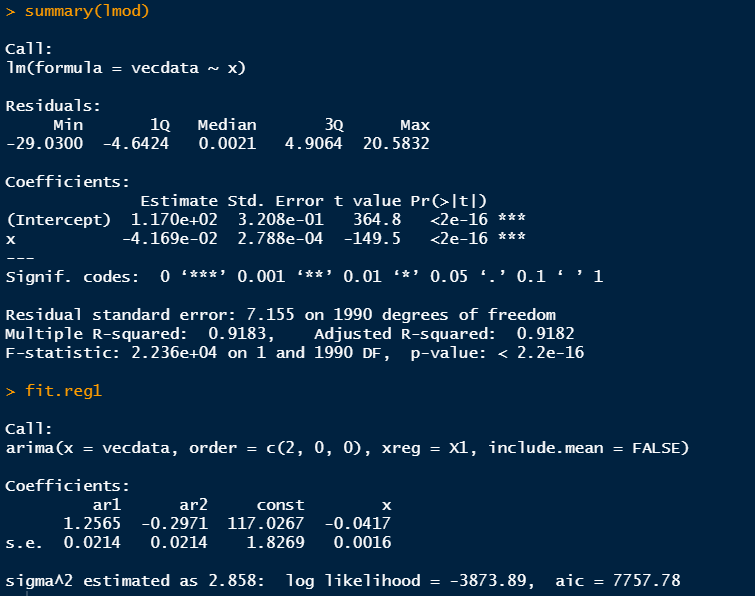 > summary(lmod)
Call:
lm(formula = vecdata ~ x)
Residuals:
Min 1Q Median 3Q Max
-29.0300 -4.6424 0.0021 4.9064 20.5832
Coefficients:
Estimate Std. Error t value Pr(>|t|)
(Intercept) 1.170e+02 3.208e-01 364.8 <2e-16 ***
x -4.169e-02 2.788e-04 -149.5 <2e-16 ***
---
Signif. codes: 0 ‘***’ 0.001 ‘**’ 0.01 ‘*’ 0.05 ‘.’ 0.1 ‘ ’ 1
Residual standard error: 7.155 on 1990 degrees of freedom
Multiple R-squared: 0.9183, Adjusted R-squared: 0.9182
F-statistic: 2.236e+04 on 1 and 1990 DF, p-value: < 2.2e-16
> fit.reg1
Call:
arima(x = vecdata, order = c(2, 0, 0), xreg = X1, include.mean = FALSE)
Coefficients:
ar1 ar2 const x
1.2565 -0.2971 117.0267 -0.0417
s.e. 0.0214 0.0214 1.8269 0.0016
sigma^2 estimated as 2.858: log likelihood = -3873.89, aic = 7757.78